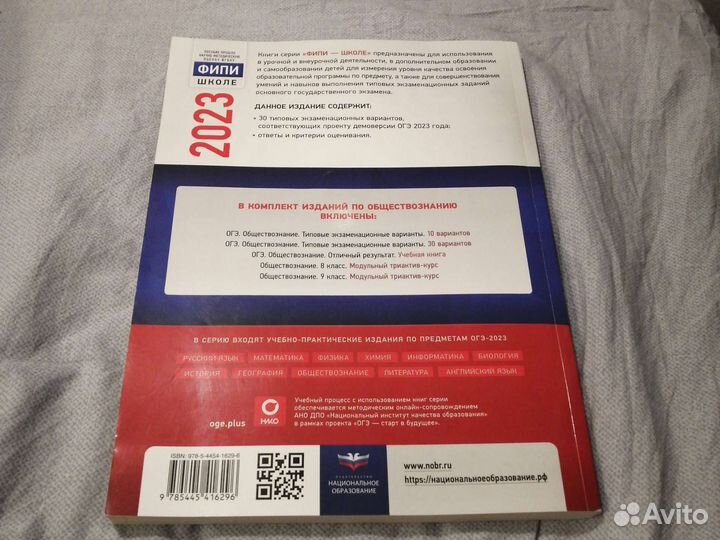 ПОСОБИЕ ПРОШЛО
НАУЧНО-МЕТОДИЧЕСКУЮ
ОЦЕНКУ ФГБНУ
ФИПИ
ШКОЛЕ
2023
Книги серии «ФИПИ — ШКОЛЕ» предназначены для использования
в урочной и внеурочной деятельности, в дополнительном образовании
и самообразовании детей для измерения уровня качества освоения
образовательной программы по предмету, а также для совершенствования
умений и навыков выполнения типовых экзаменационных заданий
основного государственного экзамена.
ДАННОЕ ИЗДАНИЕ СОДЕРЖИТ:
• 30 типовых экзаменационных вариантов,
соответствующих проекту демоверсии ОГЭ 2023 года;
• ответы и критерии оценивания.
В КОМПЛЕКТ ИЗДАНИЙ ПО ОБЩЕСТВОЗНАНИЮ
ВКЛЮЧЕНЫ:
ОГЭ. Обществознание. Типовые экзаменационные варианты. 10 вариантов
ОГЭ. Обществознание. Типовые экзаменационные варианты. 30 вариантов
ОГЭ. Обществознание. Отличный результат. Учебная книга
Обществознание. 8 класс. Модульный триактив-курс
Обществознание. 9 класс. Модульный триактив-курс
В СЕРИЮ ВХОДЯТ УЧЕБНО-ПРАКТИЧЕСКИЕ ИЗДАНИЯ ПО ПРЕДМЕТАМ ОГЭ-2023
РУССКИЙ ЯЗЫК МАТЕМАТИКА ФИЗИКА ХИМИЯ ИНФОРМАТИКА БИОЛОГИЯ
ИСТОРИЯ ГЕОГРАФИЯ ОБЩЕСТВОЗНАНИЕ ЛИТЕРАТУРА АНГЛИЙСКИЙ ЯЗЫК
oge.plus
НИКО
Учебный процесс с использованием книг серии
обеспечивается методическим онлайн-сопровождением
АНО ДПО «Национальный институт качества образования»
в рамках проекта «ОГЭ — старт в будущее».
ISBN: 978-5-4454-1629-6
9 785445 416296
ИЗДАТЕЛЬСТВО
НАЦИОНАЛЬНОЕ
ОБРАЗОВАНИЕ
www.nobr.ru
https://национальноеобразование.рф
Avito